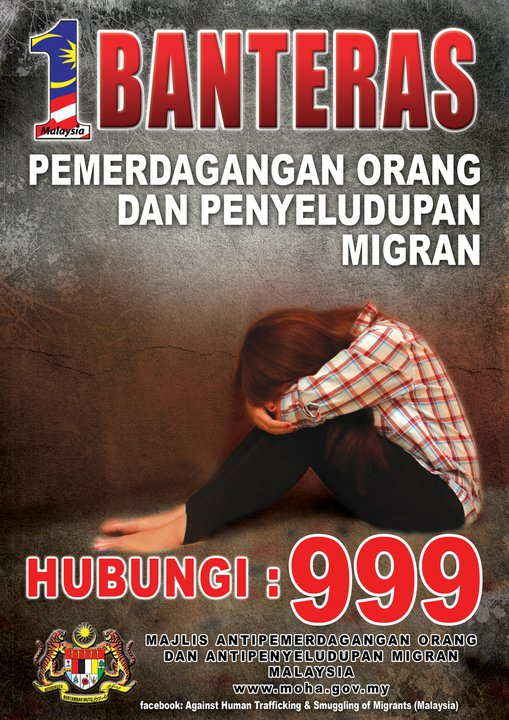 1 BANTERAS
Malaysia
PEMERDAGANGAN ORANG
DAN PENYELUDUPAN
MIGRAN
HUBUNGI : 999
MAJLIS ANTIPEMERDAGANGAN ORANG
DAN ANTIPENYELUDUPAN MIGRAN
MALAYSIA
www.moha.gov.my
facebook: Against Human Trafficking & Smuggling of Migrants (Malaysia)